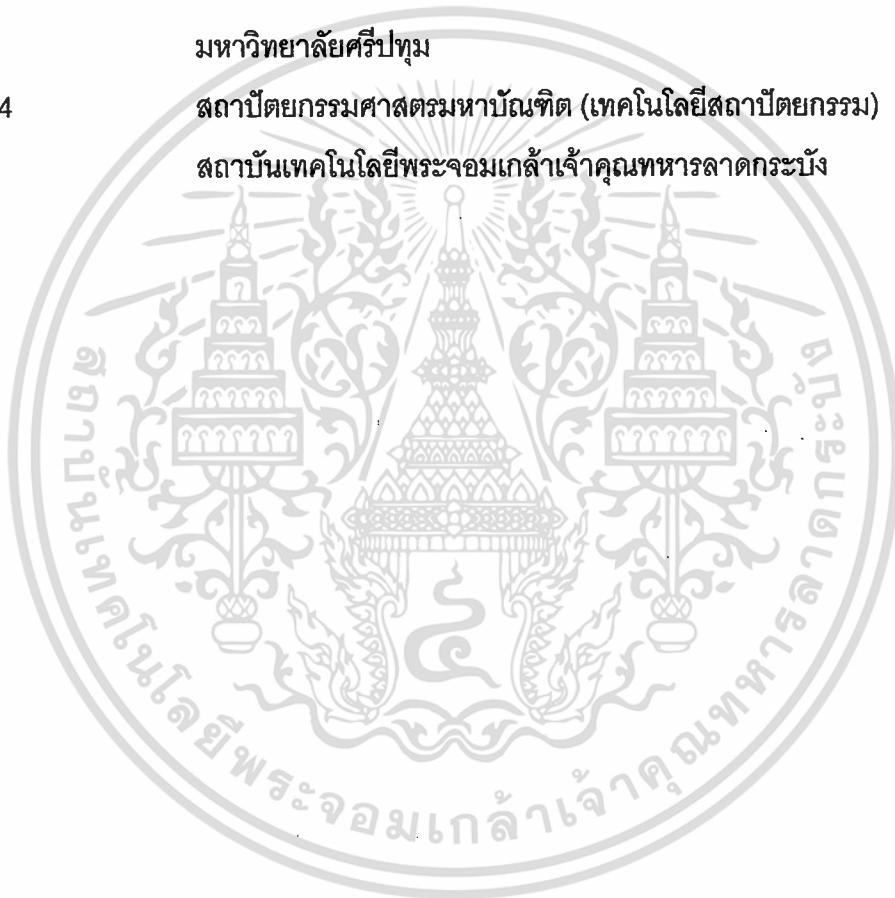 มหาวิทยาลัยศรีปทุม
4 สถาปัตยกรรมศาสตรมหาบัณฑิต (เทคโนโลยีสถาปัตยกรรม)
สถาบันเทคโนโลยีพระจอมเกล้าเจ้าคุณทหารลาดกระบัง
สถาบันเทคโนโลยีพระจอมเกล้าเจ้าคุณทหารลาดกระบัง